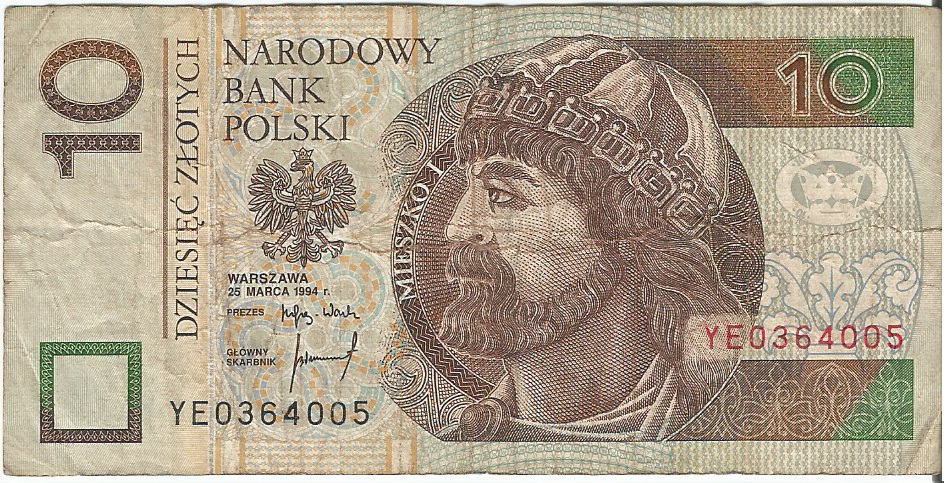 10
DZIESIĘĆ ZŁOTYCH
NARODOWY
BANK
POLSKI
WARSZAWA
25 MARCA 1994 r.
PREZES
GŁÓWNY
SKARBNIK
YE0364005
MIESZKO I
10
YE0364005